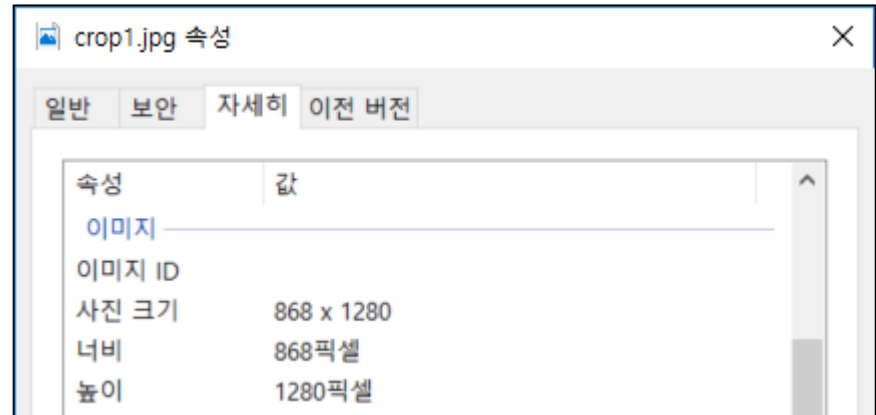 crop1.jpg 속성
일반 보안 자세히 이전 버전
속성 값
이미지
이미지 ID
사진 크기 868 x 1280
너비 868픽셀
높이 1280픽셀